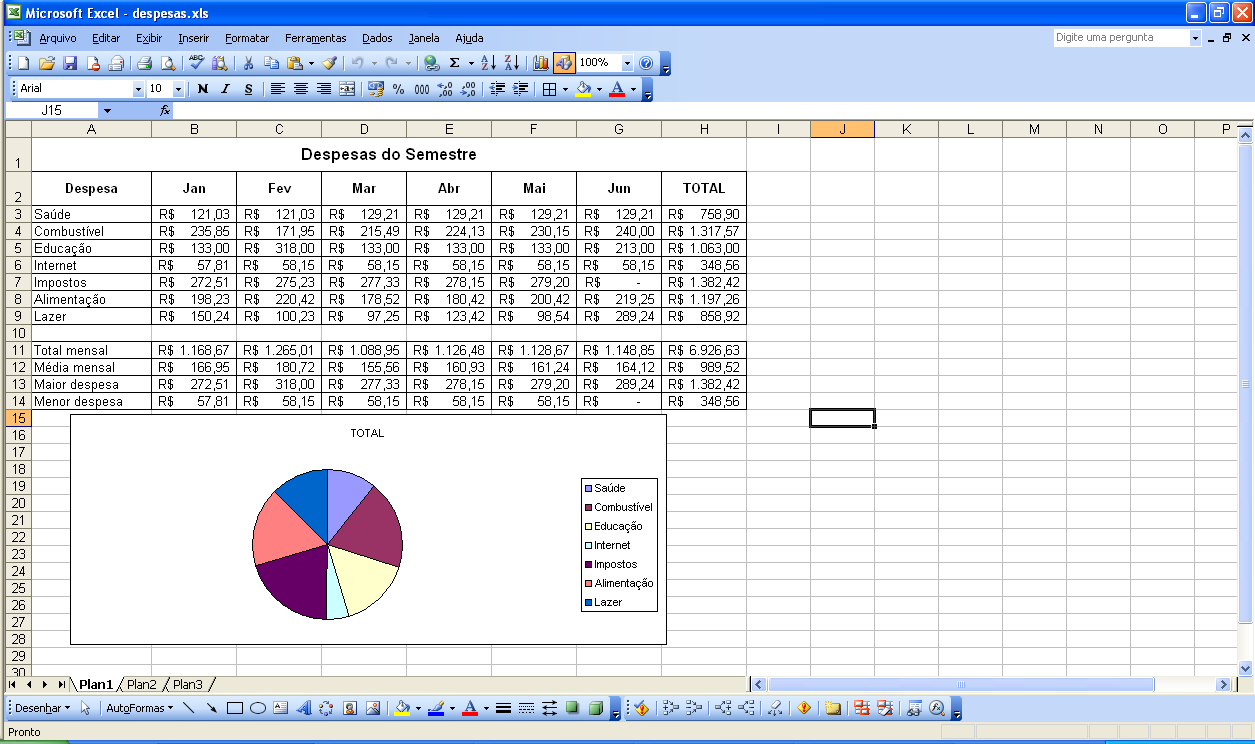 Microsoft Excel - despesas.xls
Arquivo Editar Exibir Inserir Formatar Ferramentas Dados Janela Ajuda Digite uma pergunta
100%
Arial 10 N I S % 000
J15 fx
A B C D E F G H I J K L M N O P
1 Despesas do Semestre
2 Despesa Jan Fev Mar Abr Mai Jun TOTAL
3 Saúde R$ 121,03 R$ 121,03 R$ 129,21 R$ 129,21 R$ 129,21 R$ 129,21 R$ 758,90
4 Combustível R$ 235,85 R$ 171,95 R$ 215,49 R$ 224,13 R$ 230,15 R$ 240,00 R$ 1.317,57
5 Educação R$ 133,00 R$ 318,00 R$ 133,00 R$ 133,00 R$ 133,00 R$ 213,00 R$ 1.063,00
6 Internet R$ 57,81 R$ 58,15 R$ 58,15 R$ 58,15 R$ 58,15 R$ 58,15 R$ 348,56
7 Impostos R$ 272,51 R$ 275,23 R$ 277,33 R$ 278,15 R$ 279,20 R$ - R$ 1.382,42
8 Alimentação R$ 198,23 R$ 220,42 R$ 178,52 R$ 180,42 R$ 200,42 R$ 219,25 R$ 1.197,26
9 Lazer R$ 150,24 R$ 100,23 R$ 97,25 R$ 123,42 R$ 98,54 R$ 289,24 R$ 858,92
10
11 Total mensal R$ 1.168,67 R$ 1.265,01 R$ 1.088,95 R$ 1.126,48 R$ 1.128,67 R$ 1.148,85 R$ 6.926,63
12 Média mensal R$ 166,95 R$ 180,72 R$ 155,56 R$ 160,93 R$ 161,24 R$ 164,12 R$ 989,52
13 Maior despesa R$ 272,51 R$ 318,00 R$ 277,33 R$ 278,15 R$ 279,20 R$ 289,24 R$ 1.382,42
14 Menor despesa R$ 57,81 R$ 58,15 R$ 58,15 R$ 58,15 R$ 58,15 R$ - R$ 348,56
15
16 TOTAL
17
18
19 Saúde
20 Combustível
21 Educação
22 Internet
23
24 Impostos
25 Alimentação
26 Lazer
27
28
29
30
Plan1 Plan2 Plan3
Desenhar AutoFormas
Pronto